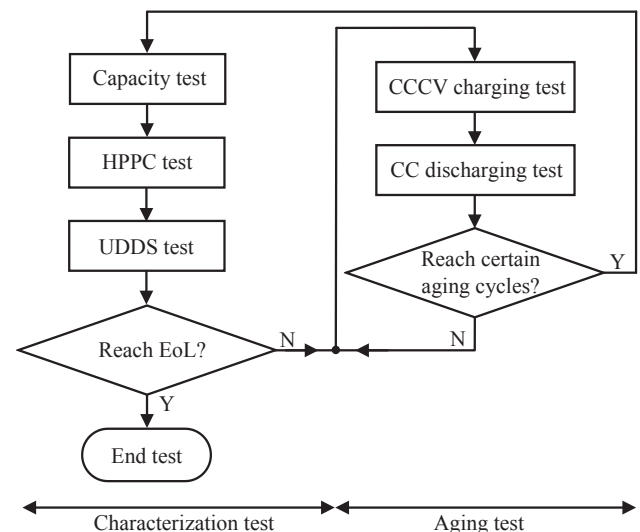 Capacity test
HPPC test
UDDS test
Reach EoL?
N
Y
End test
CCCV charging test
CC discharging test
Reach certain
aging cycles?
Y
N
Characterization test
Aging test